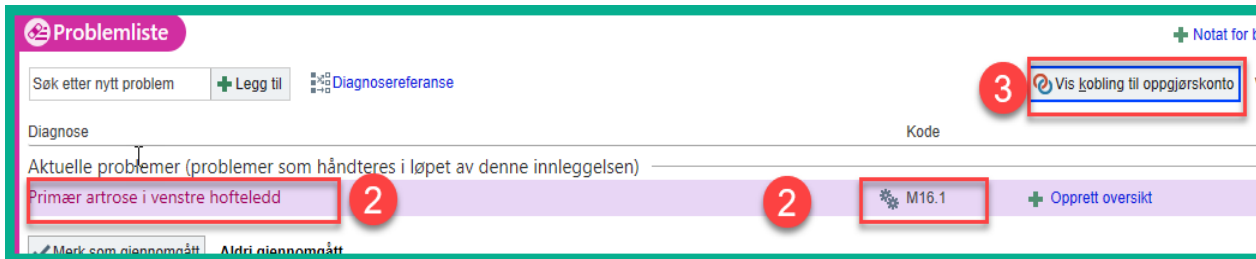 Problemliste
Notat for
Søk etter nytt problem Legg til Diagnosereferanse 3 Vis kobling til oppgjørskonto
Diagnose Kode
Aktuelle problemer (problemer som håndteres i løpet av denne innleggelsen)
Primær artrose i venstre hofteledd 2 2 M16.1 Opprett oversikt
Merk som gjennomgått Aldri gjennomgått